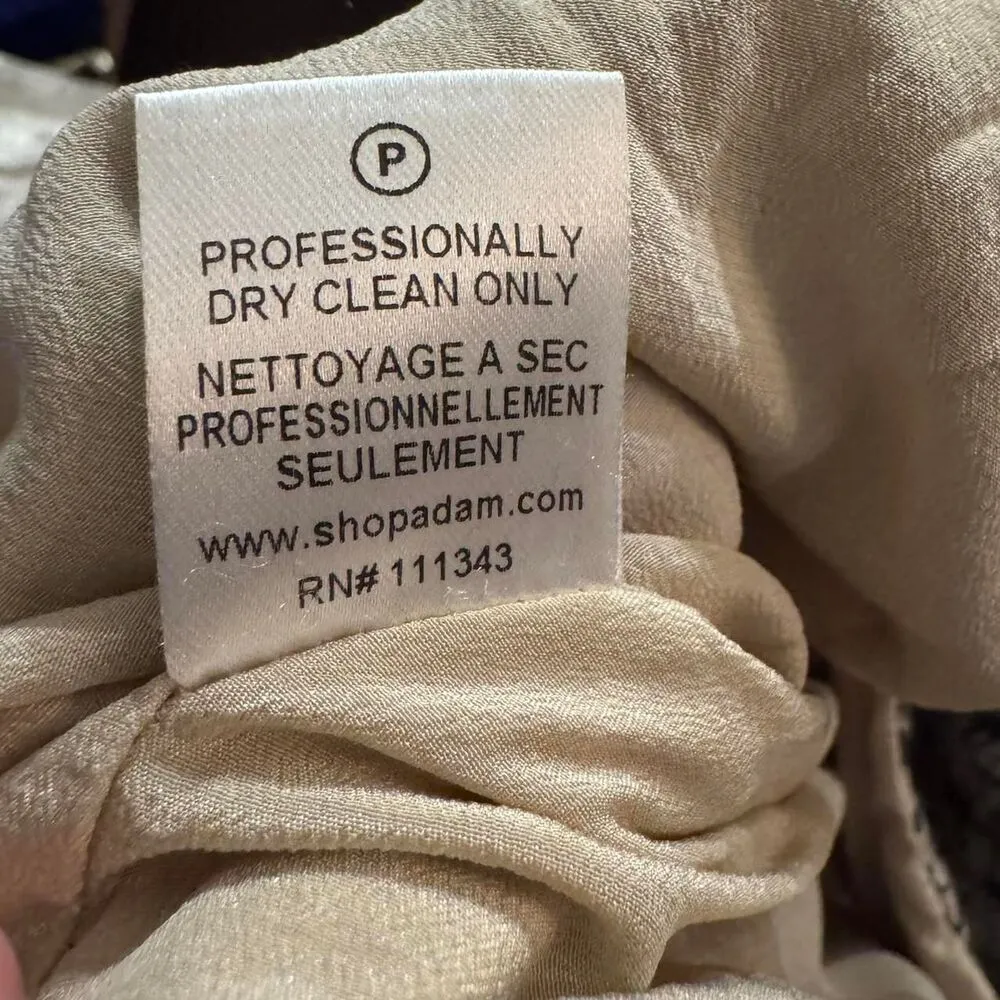 P
PROFESSIONALLY
DRY CLEAN ONLY
NETTOYAGE A SEC
PROFESSIONNELLEMENT
SEULEMENT
www.shopadam.com
RN# 111343